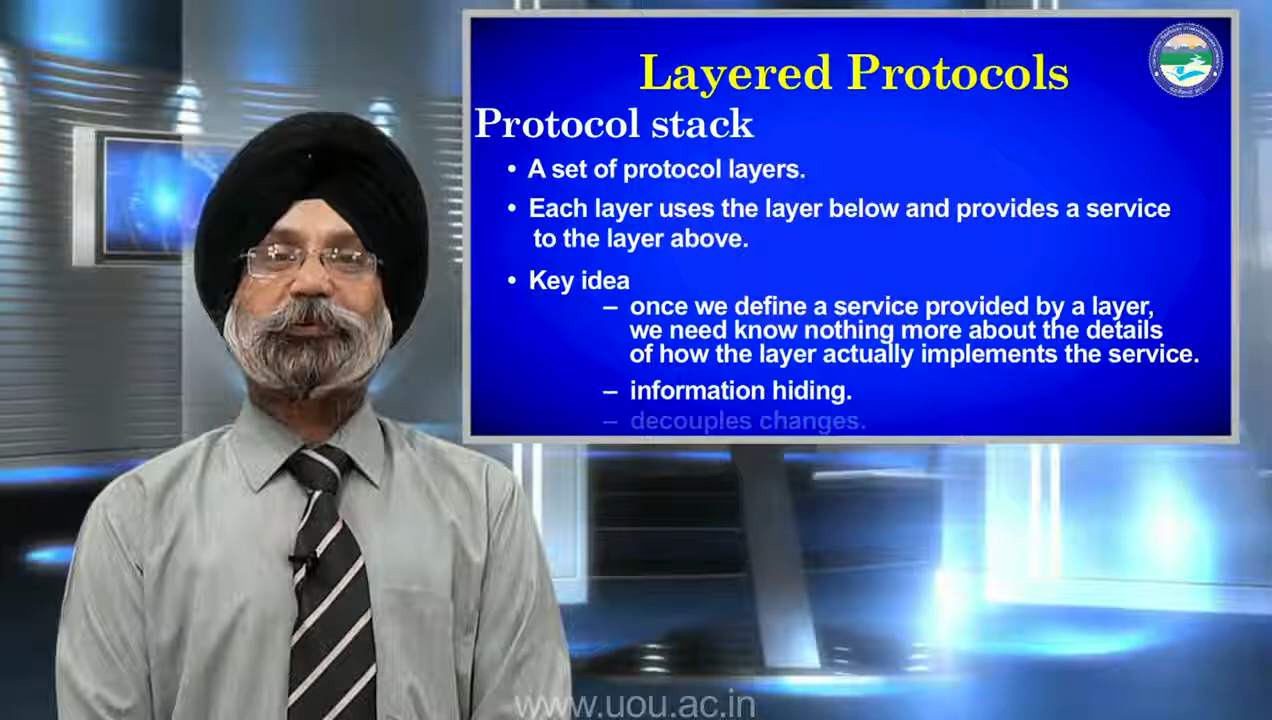 Layered Protocols
Protocol stack
• A set of protocol layers.
• Each layer uses the layer below and provides a service
to the layer above.
• Key idea
– once we define a service provided by a layer,
we need know nothing more about the details
of how the layer actually implements the service.
– information hiding.
– decouples changes.
www.uou.ac.in